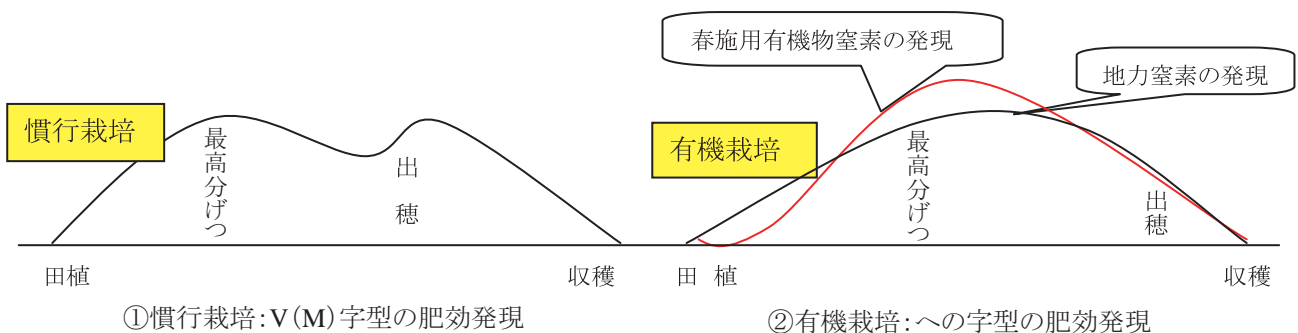 慣行栽培
最高分げつ
出穂
田植
収穫
①慣行栽培:V(M)字型の肥効発現
春施用有機物窒素の発現
地力窒素の発現
有機栽培
最高分げつ
出穂
田 植
収穫
②有機栽培:への字型の肥効発現